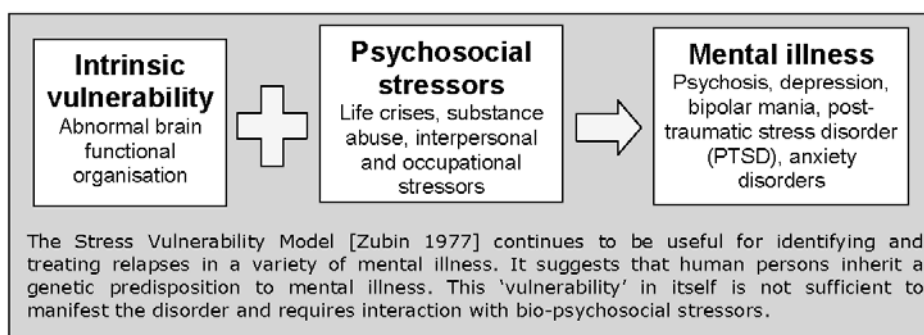 Intrinsic
vulnerability
Abnormal brain
functional
organisation
Psychosocial
stressors
Life crises, substance
abuse, interpersonal
and occupational
stressors
Mental illness
Psychosis, depression,
bipolar mania, post-
traumatic stress disorder
(PTSD), anxiety
disorders
The Stress Vulnerability Model [Zubin 1977] continues to be useful for identifying and
treating relapses in a variety of mental illness. It suggests that human persons inherit a
genetic predisposition to mental illness. This ‘vulnerability’ in itself is not sufficient to
manifest the disorder and requires interaction with bio-psychosocial stressors.